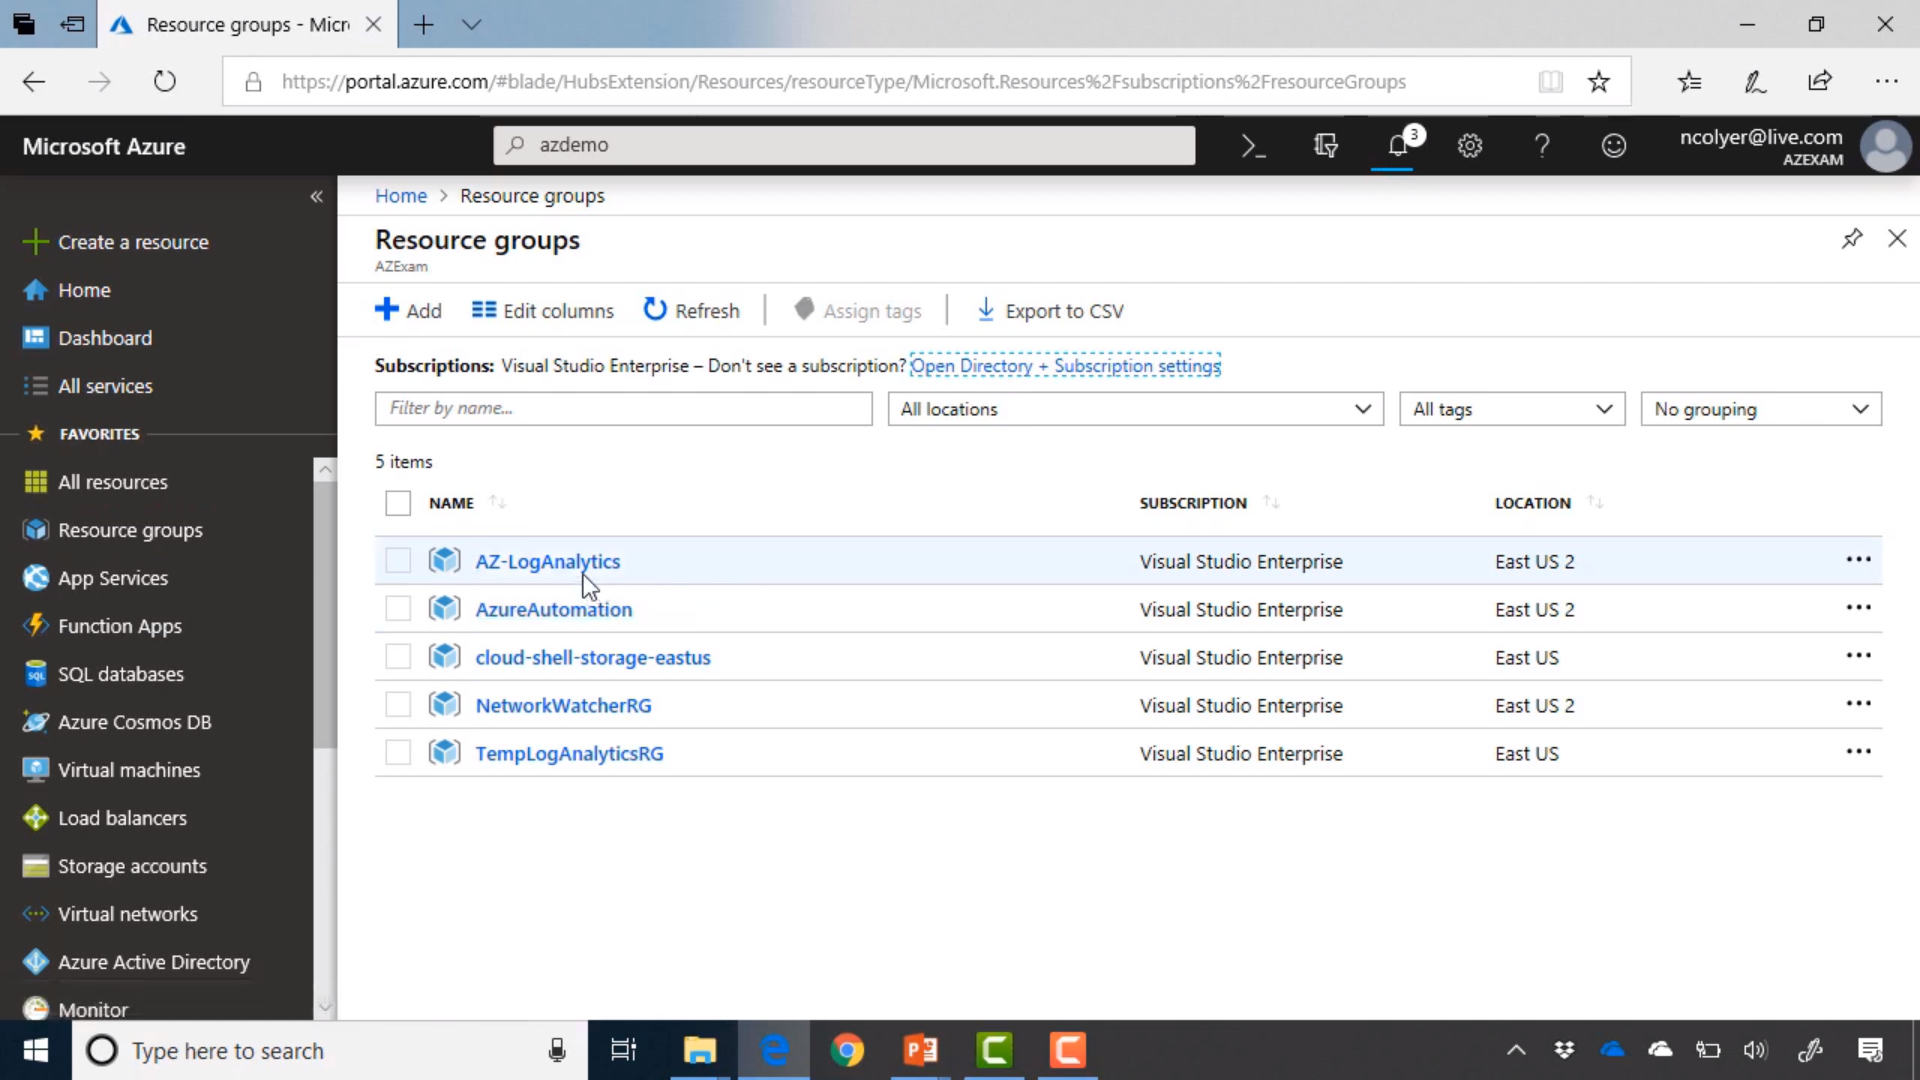 Resource groups - Micr
https://portal.azure.com/#blade/HubsExtension/Resources/resourceType/Microsoft.Resources%2Fsubscriptions%2FresourceGroups
Microsoft Azure
azdemo
3
ncolyer@live.com
AZEXAM
Create a resource
Home
Dashboard
All services
FAVORITES
All resources
Resource groups
App Services
Function Apps
SQL
SQL databases
Azure Cosmos DB
Virtual machines
Load balancers
Storage accounts
Virtual networks
Azure Active Directory
Monitor
Home > Resource groups
Resource groups
AZExam
Add
Edit columns
Refresh
Assign tags
Export to CSV
Subscriptions: Visual Studio Enterprise – Don't see a subscription? Open Directory + Subscription settings
Filter by name...
All locations
All tags
No grouping
5 items
NAME SUBSCRIPTION LOCATION
AZ-LogAnalytics Visual Studio Enterprise East US 2
AzureAutomation Visual Studio Enterprise East US 2
cloud-shell-storage-eastus Visual Studio Enterprise East US
NetworkWatcherRG Visual Studio Enterprise East US 2
TempLogAnalyticsRG Visual Studio Enterprise East US
Type here to search